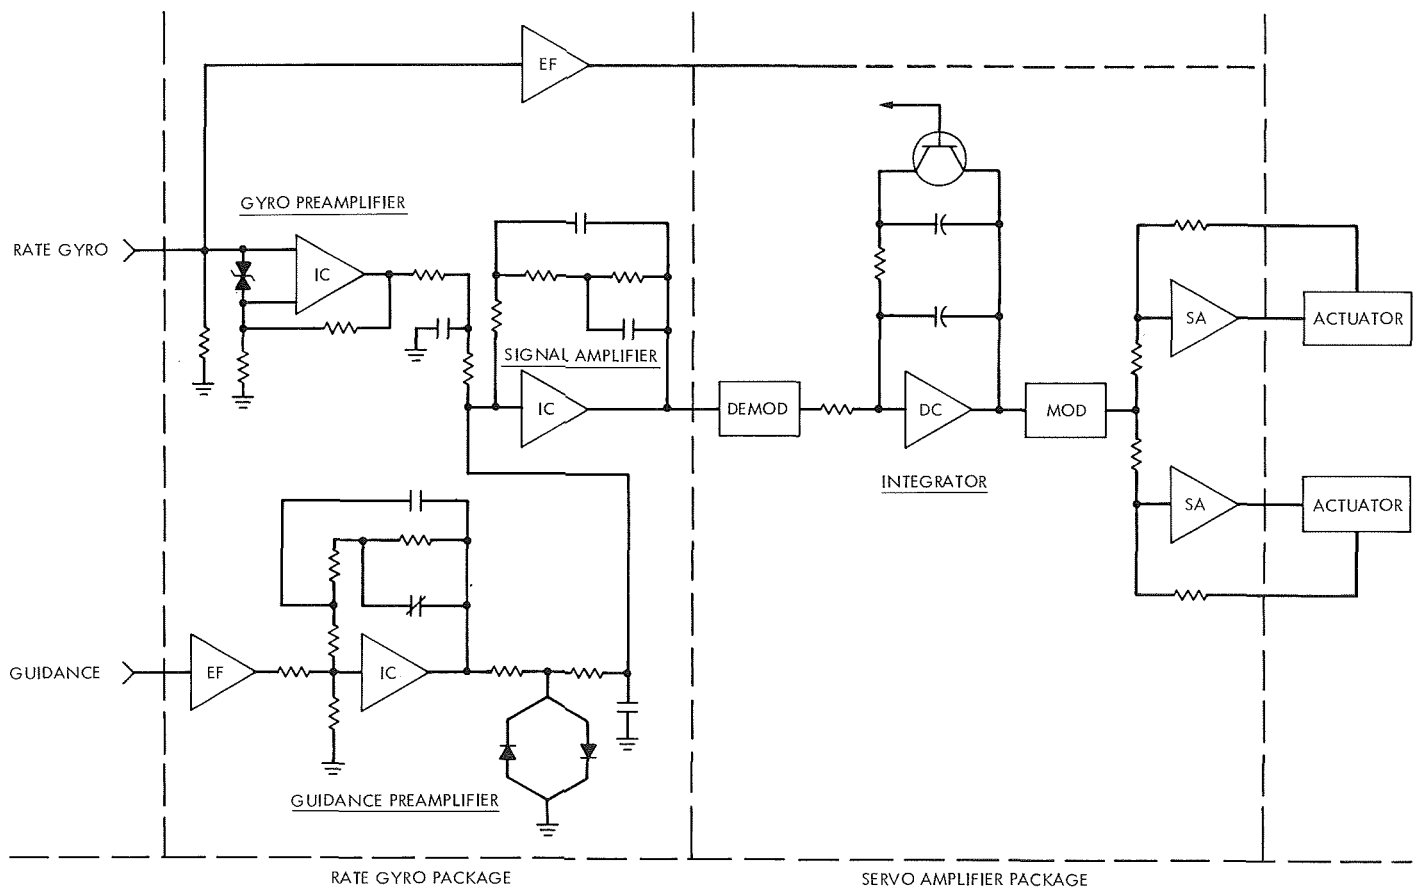 EF
GYRO PREAMPLIFIER
RATE GYRO
IC
SA
ACTUATOR
SIGNAL AMPLIFIER
IC
DEMOD
DC
MOD
INTEGRATOR
SA
ACTUATOR
GUIDANCE
EF
IC
GUIDANCE PREAMPLIFIER
RATE GYRO PACKAGE
SERVO AMPLIFIER PACKAGE